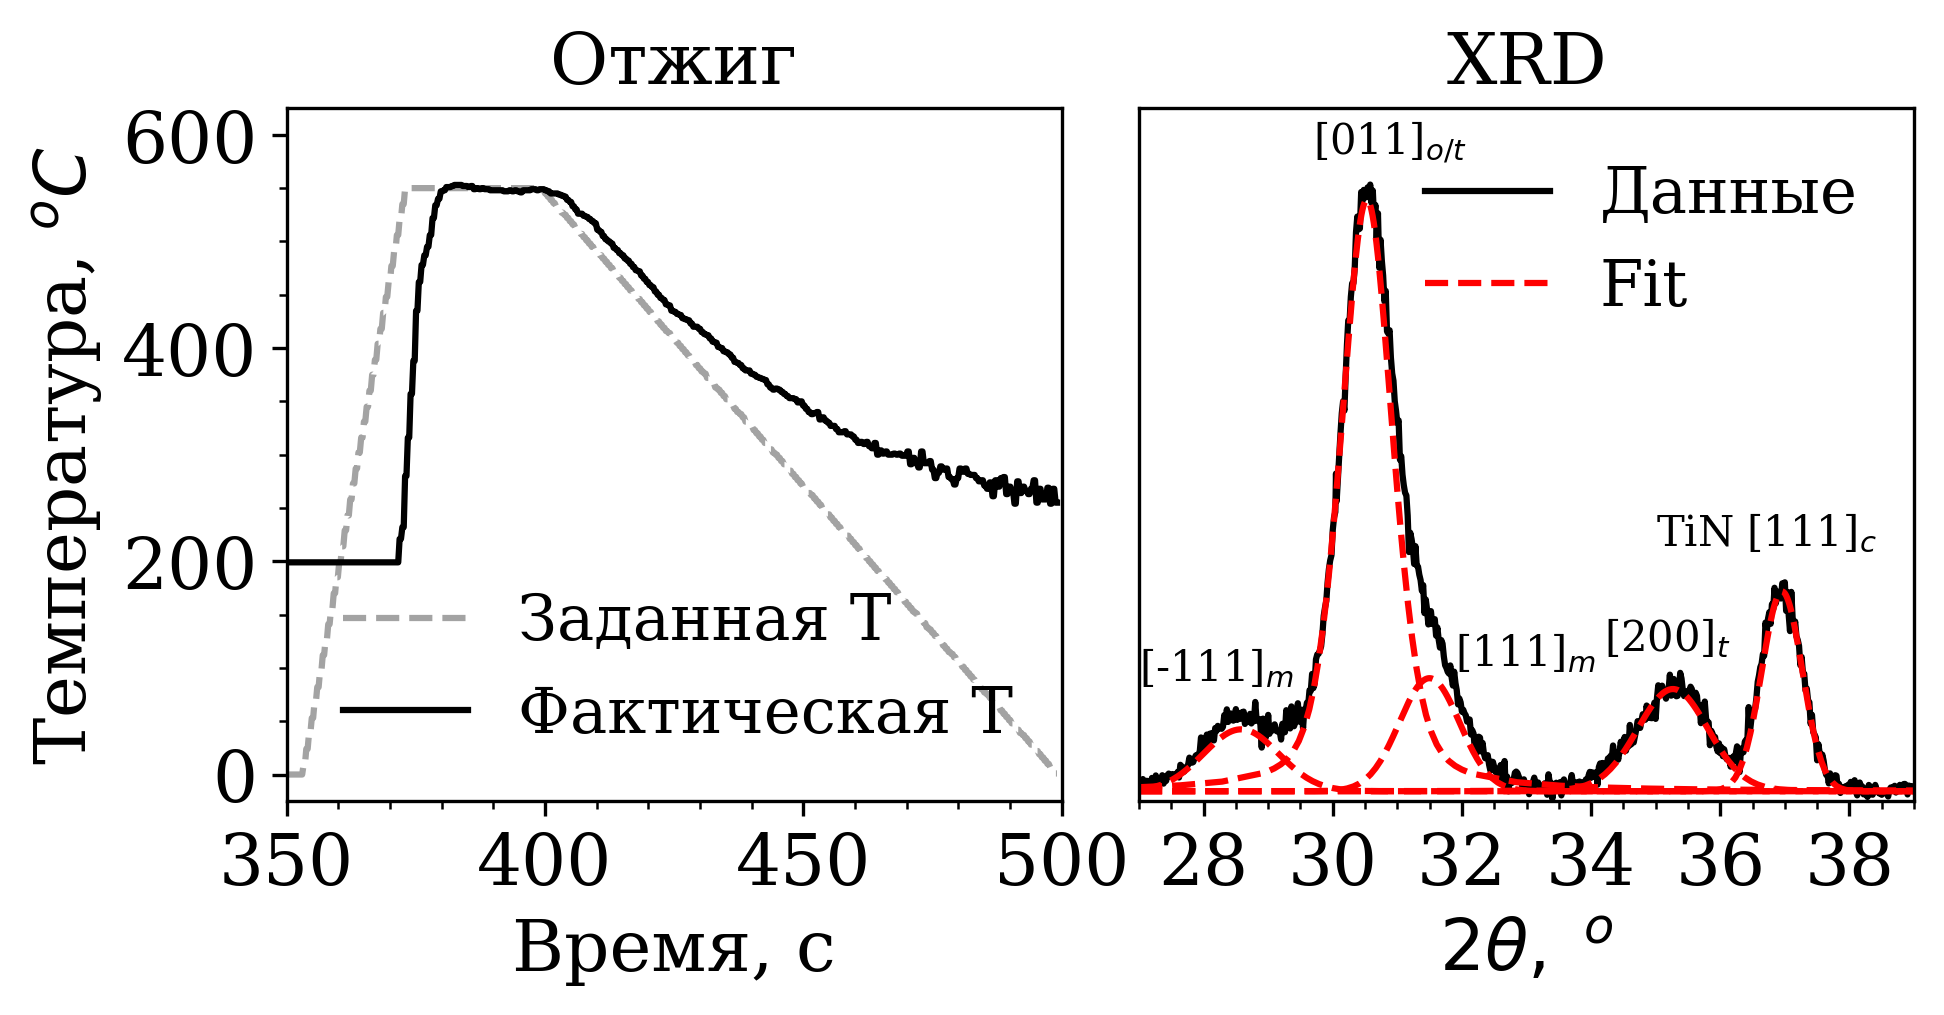 Отжиг
Температура, °C
600
400
200
0
Заданная T
Фактическая T
350 400 450 500
Время, с
XRD
[011]o/t
Данные
Fit
TiN [111]c
[200]t
[111]m
[-111]m
28 30 32 34 36 38
2θ, °